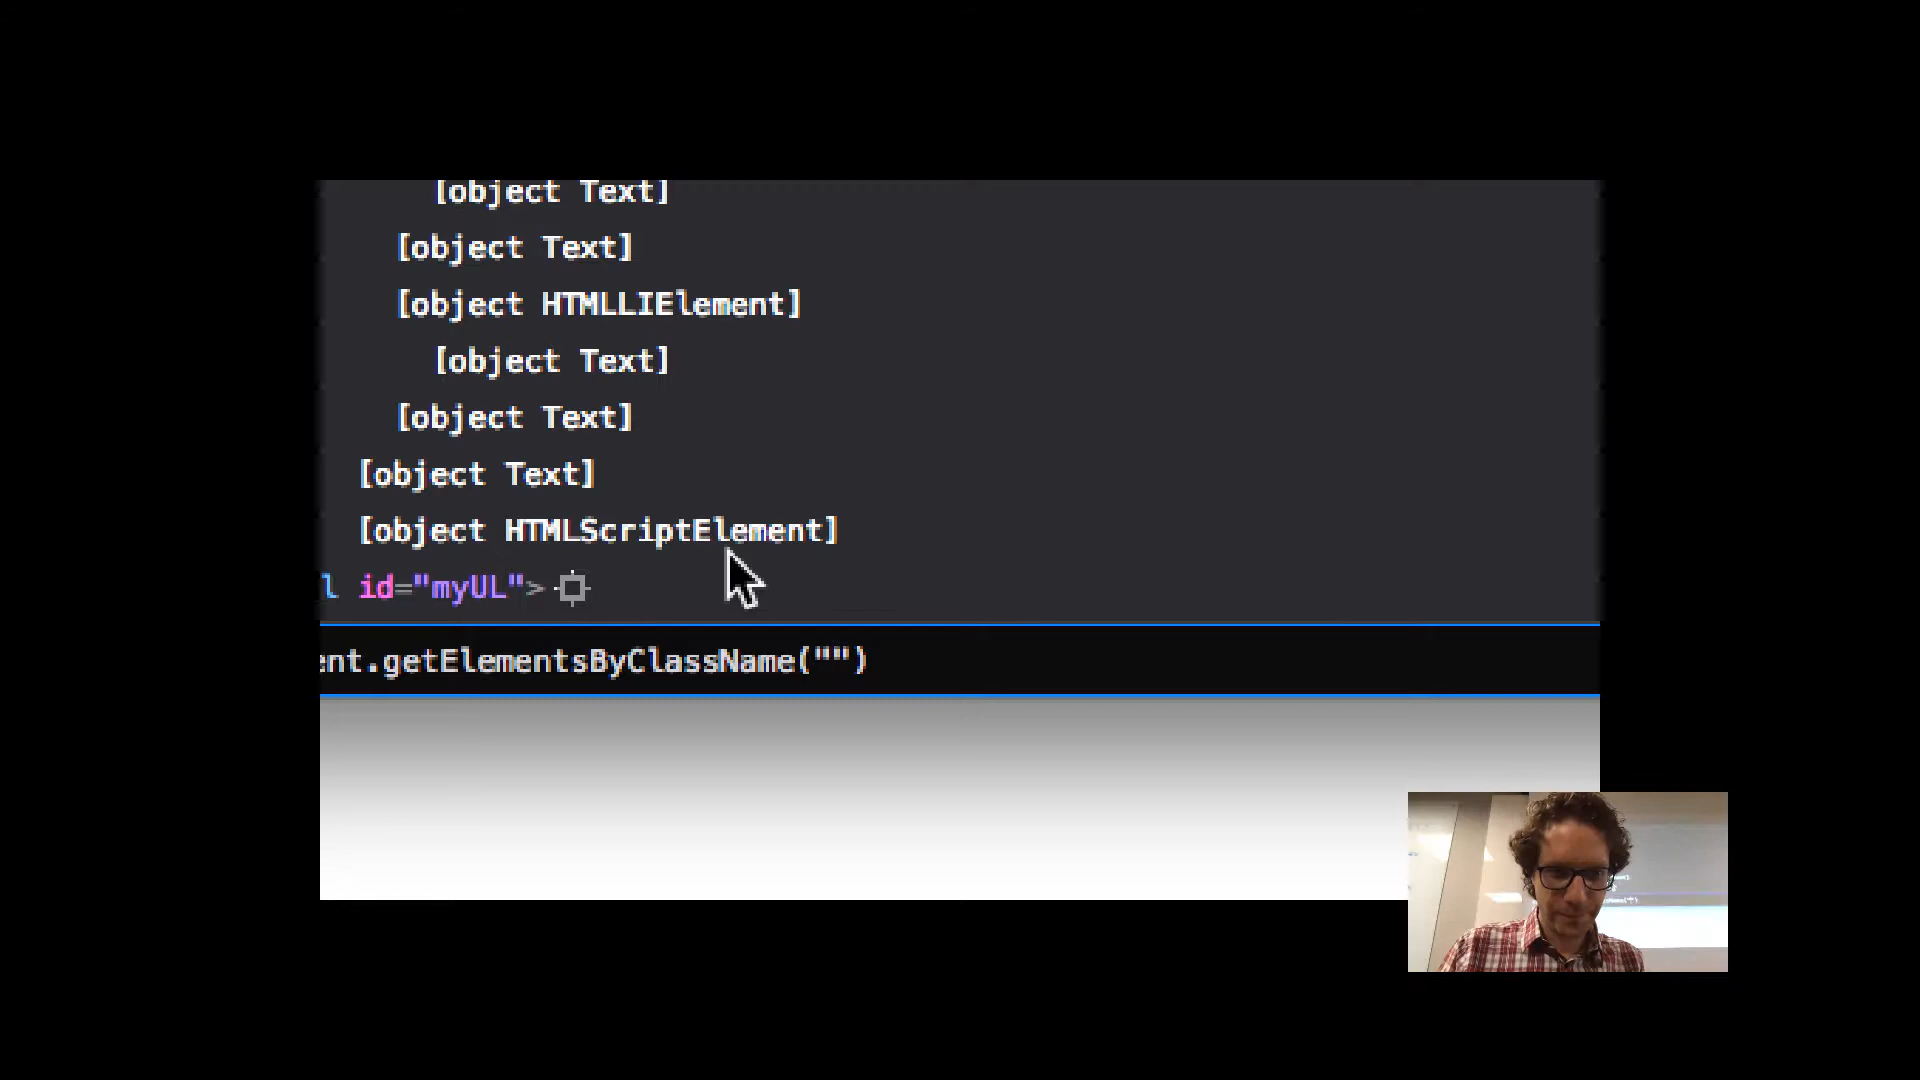 [object Text]
[object Text]
[object HTMLLIElement]
[object Text]
[object Text]
[object Text]
[object HTMLScriptElement]
l id="myUL">
ent.getElementsByClassName("")